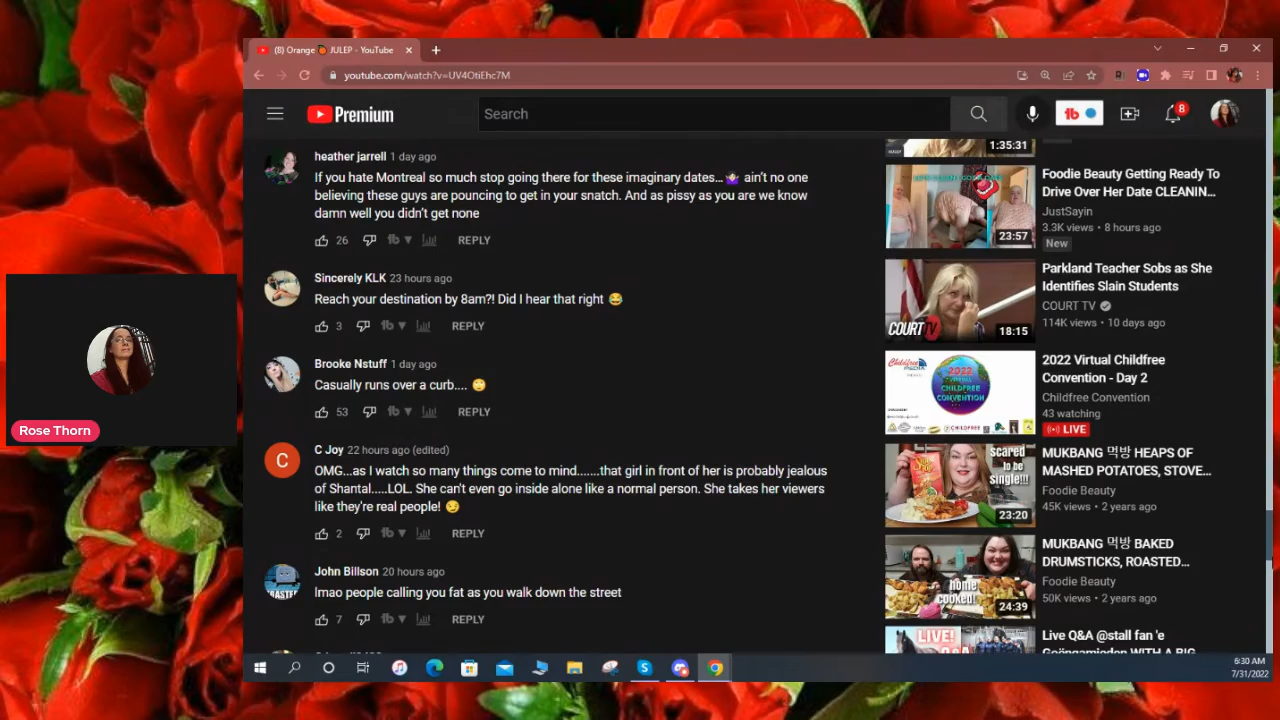 (8) Orange 🍊 JULEP - YouTube
youtube.com/watch?v=UV4OtiEhc7M
Premium
Search
8
heather jarrell 1 day ago
If you hate Montreal so much stop going there for these imaginary dates... 🤷‍♀️ ain't no one
believing these guys are pouncing to get in your snatch. And as pissy as you are we know
damn well you didn't get none
26
REPLY
Sincerely KLK 23 hours ago
Reach your destination by 8am?! Did I hear that right 😂
3
REPLY
Brooke Nstuff 1 day ago
Casually runs over a curb.... 🙄
53
REPLY
C
C Joy 22 hours ago (edited)
OMG...as I watch so many things come to mind.......that girl in front of her is probably jealous
of Shantal.....LOL. She can't even go inside alone like a normal person. She takes her viewers
like they're real people! 😏
2
REPLY
John Billson 20 hours ago
lmao people calling you fat as you walk down the street
7
REPLY
1:35:31
23:57
Foodie Beauty Getting Ready To
Drive Over Her Date CLEANIN...
JustSayin
3.3K views • 8 hours ago
New
COURT TV
18:15
Parkland Teacher Sobs as She
Identifies Slain Students
COURT TV
114K views • 10 days ago
2022
VIRTUAL
CHILDFREE
CONVENTION
2022 Virtual Childfree
Convention - Day 2
Childfree Convention
43 watching
LIVE
scared
to be
single!!!
23:20
MUKBANG 먹방 HEAPS OF
MASHED POTATOES, STOVE...
Foodie Beauty
45K views • 2 years ago
home
cooked!
24:39
MUKBANG 먹방 BAKED
DRUMSTICKS, ROASTED...
Foodie Beauty
50K views • 2 years ago
LIVE!
Live Q&A @stall fan 'e
Rose Thorn
6:30 AM
7/31/2022